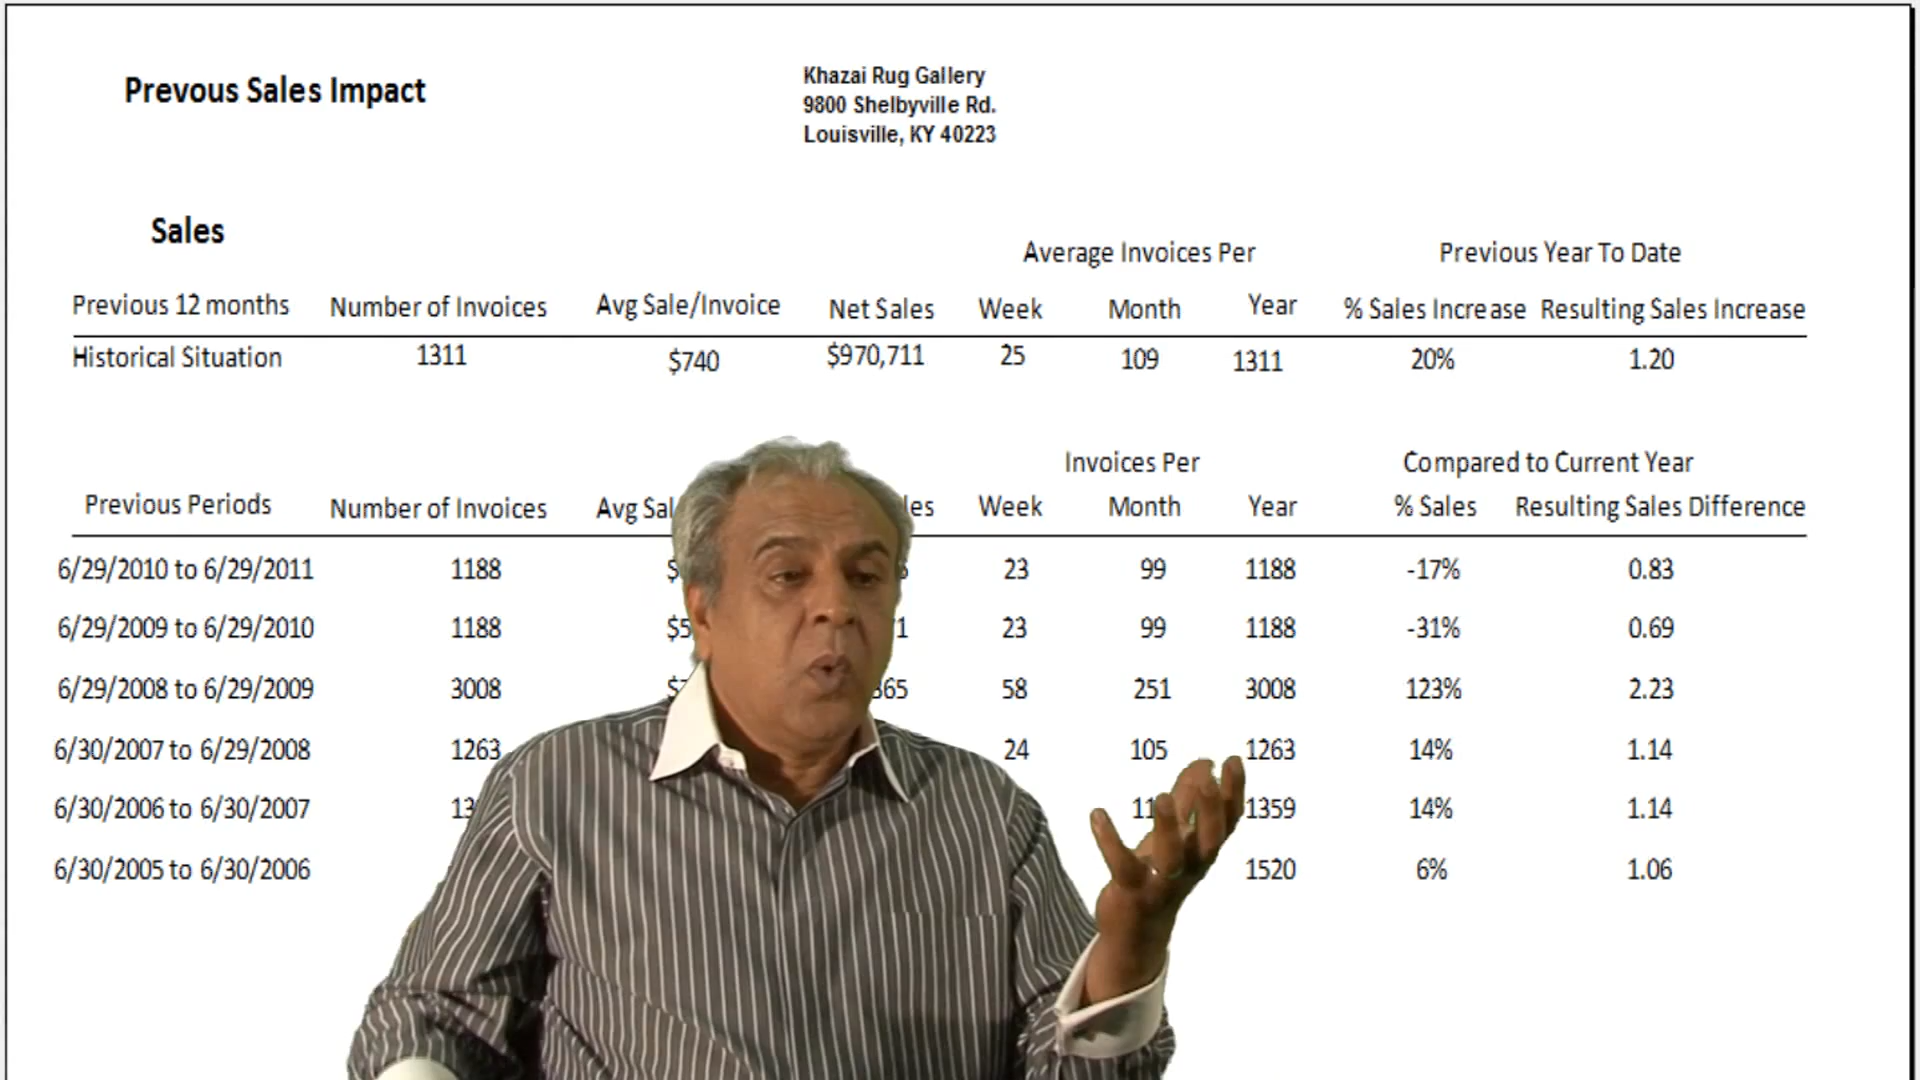 Prevous Sales Impact
Khazai Rug Gallery
9800 Shelbyville Rd.
Louisville, KY 40223
Sales
Average Invoices Per Previous Year To Date
Previous 12 months Number of Invoices Avg Sale/Invoice Net Sales Week Month Year % Sales Increase Resulting Sales Increase
Historical Situation 1311 $740 $970,711 25 109 1311 20% 1.20
Invoices Per Compared to Current Year
Previous Periods Number of Invoices Avg Week Month Year % Sales Resulting Sales Difference
6/29/2010 to 6/29/2011 1188 23 99 1188 -17% 0.83
6/29/2009 to 6/29/2010 1188 23 99 1188 -31% 0.69
6/29/2008 to 6/29/2009 3008 58 251 3008 123% 2.23
6/30/2007 to 6/29/2008 1263 24 105 1263 14% 1.14
6/30/2006 to 6/30/2007 1359 14% 1.14
6/30/2005 to 6/30/2006 1520 6% 1.06